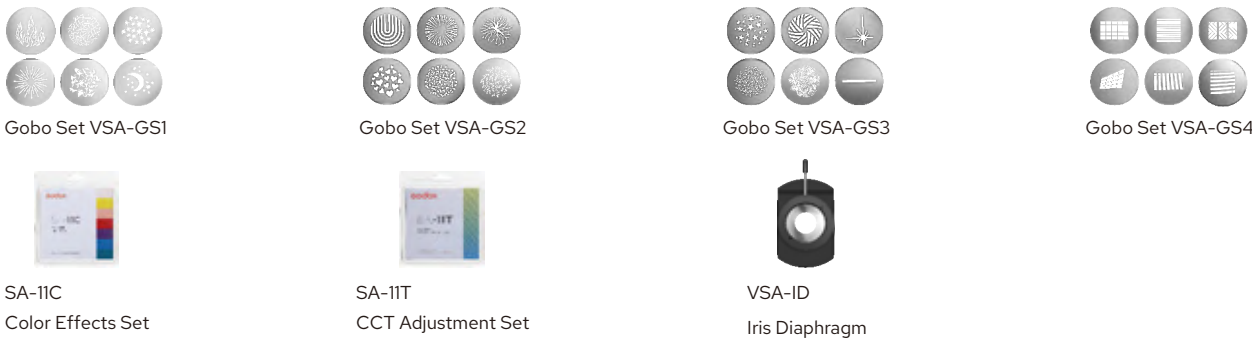 Gobo Set VSA-GS1
Gobo Set VSA-GS2
Gobo Set VSA-GS3
Gobo Set VSA-GS4
SA-11C
Color Effects Set
SA-11T
CCT Adjustment Set
VSA-ID
Iris Diaphragm